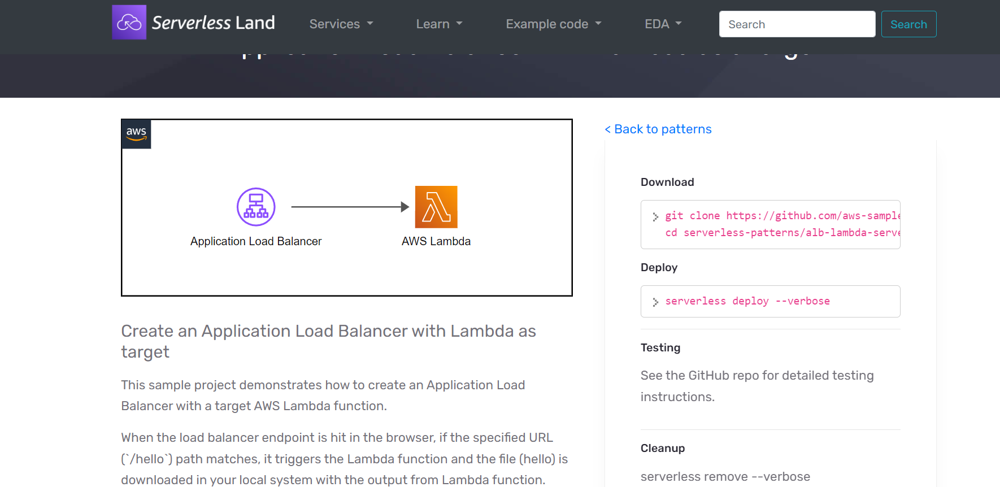 Serverless Land
Services
Learn
Example code
EDA
Search
Search
aws
Application Load Balancer
AWS Lambda
Create an Application Load Balancer with Lambda as
target
This sample project demonstrates how to create an Application Load
Balancer with a target AWS Lambda function.
When the load balancer endpoint is hit in the browser, if the specified URL
(`/hello`) path matches, it triggers the Lambda function and the file (hello) is
downloaded in your local system with the output from Lambda function.
< Back to patterns
Download
git clone https://github.com/aws-sample
cd serverless-patterns/alb-lambda-serve
Deploy
serverless deploy --verbose
Testing
See the GitHub repo for detailed testing
instructions.
Cleanup
serverless remove --verbose